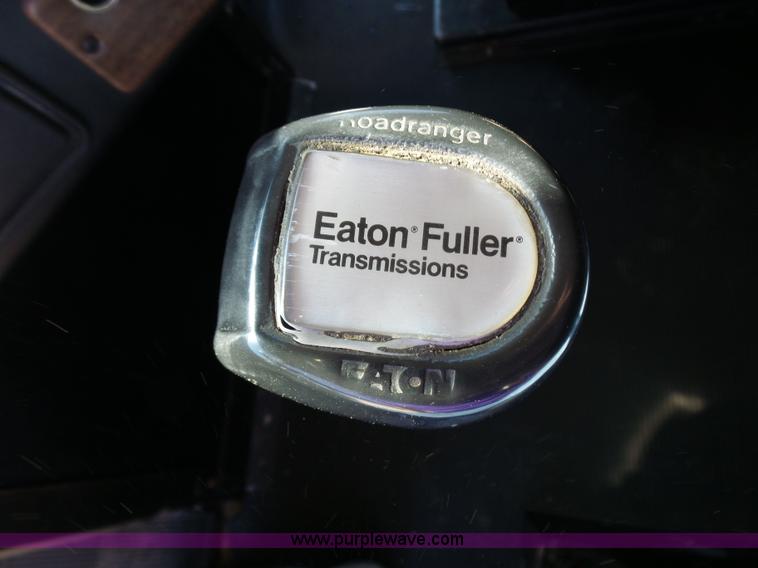 Roadranger
Eaton® Fuller®
Transmissions
EATON
www.purplewave.com